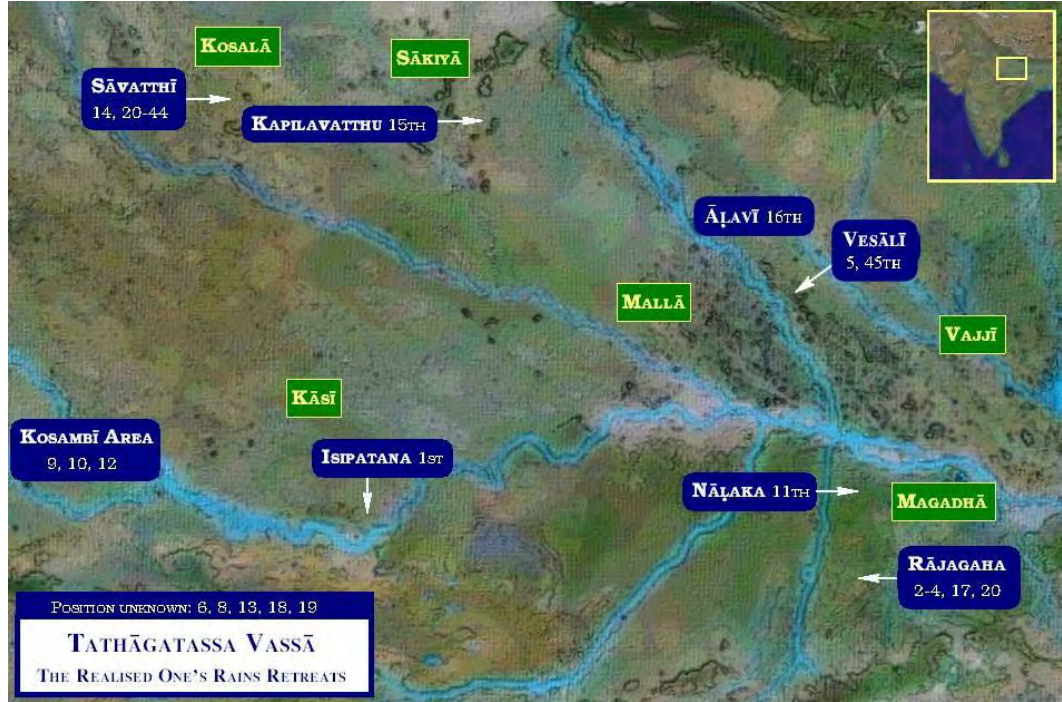 KOSALĀ
SĀKIYĀ
SĀVATTHĪ
14, 20-44
KAPILAVATTHU 15TH
ĀḶAVĪ 16TH
VESĀLĪ
5, 45TH
MALLĀ
VAJJĪ
KĀSĪ
KOSAMBĪ AREA
9, 10, 12
ISIPATANA 1ST
NĀḶAKA 11TH
MAGADHĀ
RĀJAGAHA
2-4, 17, 20
POSITION UNKNOWN: 6, 8, 13, 18, 19
TATHĀGATASSA VASSĀ
THE REALISED ONE'S RAINS RETREATS